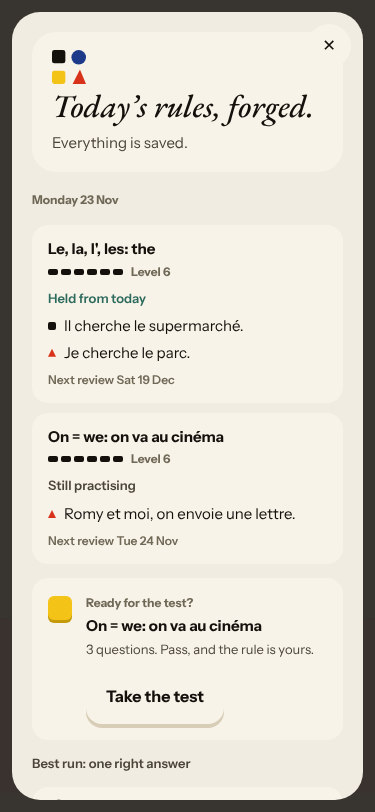 Today's rules, forged.
Everything is saved.
Monday 23 Nov
Le, la, l', les: the
Level 6
Held from today
Il cherche le supermarché.
Je cherche le parc.
Next review Sat 19 Dec
On = we: on va au cinéma
Level 6
Still practising
Romy et moi, on envoie une lettre.
Next review Tue 24 Nov
Ready for the test?
On = we: on va au cinéma
3 questions. Pass, and the rule is yours.
Take the test
Best run: one right answer